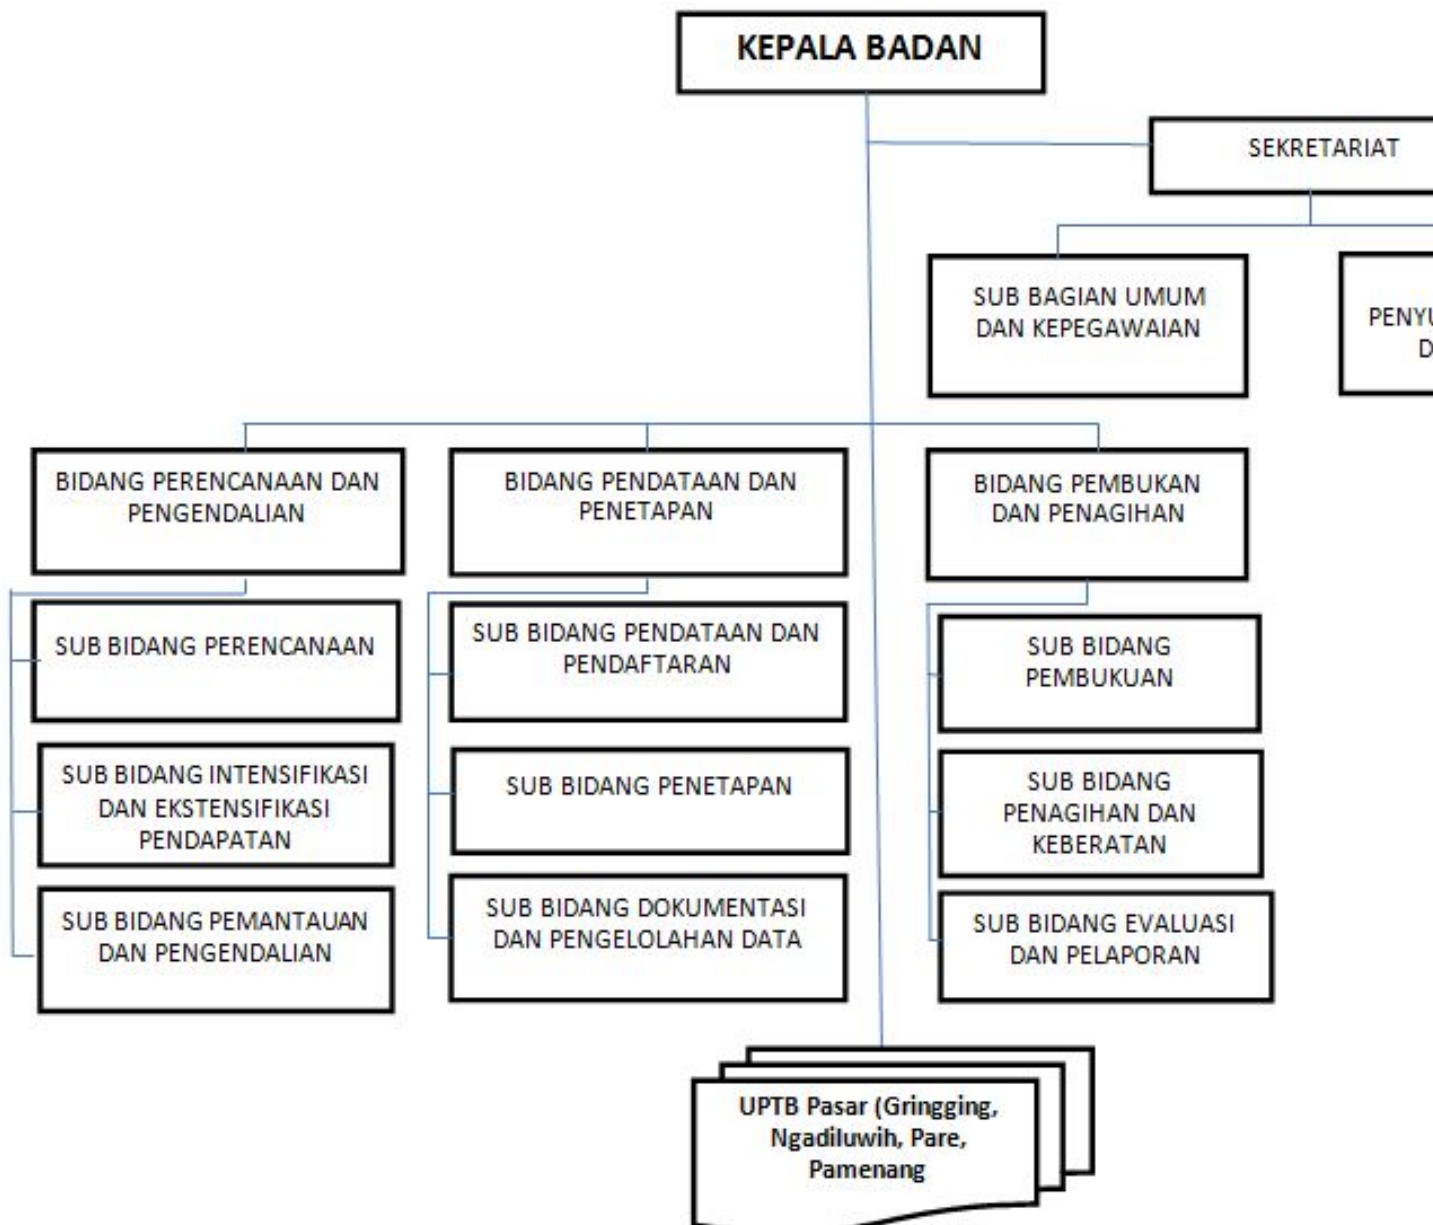 KEPALA BADAN
SEKRETARIAT
SUB BAGIAN UMUM
DAN KEPEGAWAIAN
BIDANG PERENCANAAN DAN
PENGENDALIAN
SUB BIDANG PERENCANAAN
SUB BIDANG INTENSIFIKASI
DAN EKSTENSIFIKASI
PENDAPATAN
SUB BIDANG PEMANTAUAN
DAN PENGENDALIAN
BIDANG PENDATAAN DAN
PENETAPAN
SUB BIDANG PENDATAAN DAN
PENDAFTARAN
SUB BIDANG PENETAPAN
SUB BIDANG DOKUMENTASI
DAN PENGELOLAHAN DATA
BIDANG PEMBUKAN
DAN PENAGIHAN
SUB BIDANG
PEMBUKUAN
SUB BIDANG
PENAGIHAN DAN
KEBERATAN
SUB BIDANG EVALUASI
DAN PELAPORAN
UPTB Pasar (Gringging,
Ngadiluwih, Pare,
Pamenang